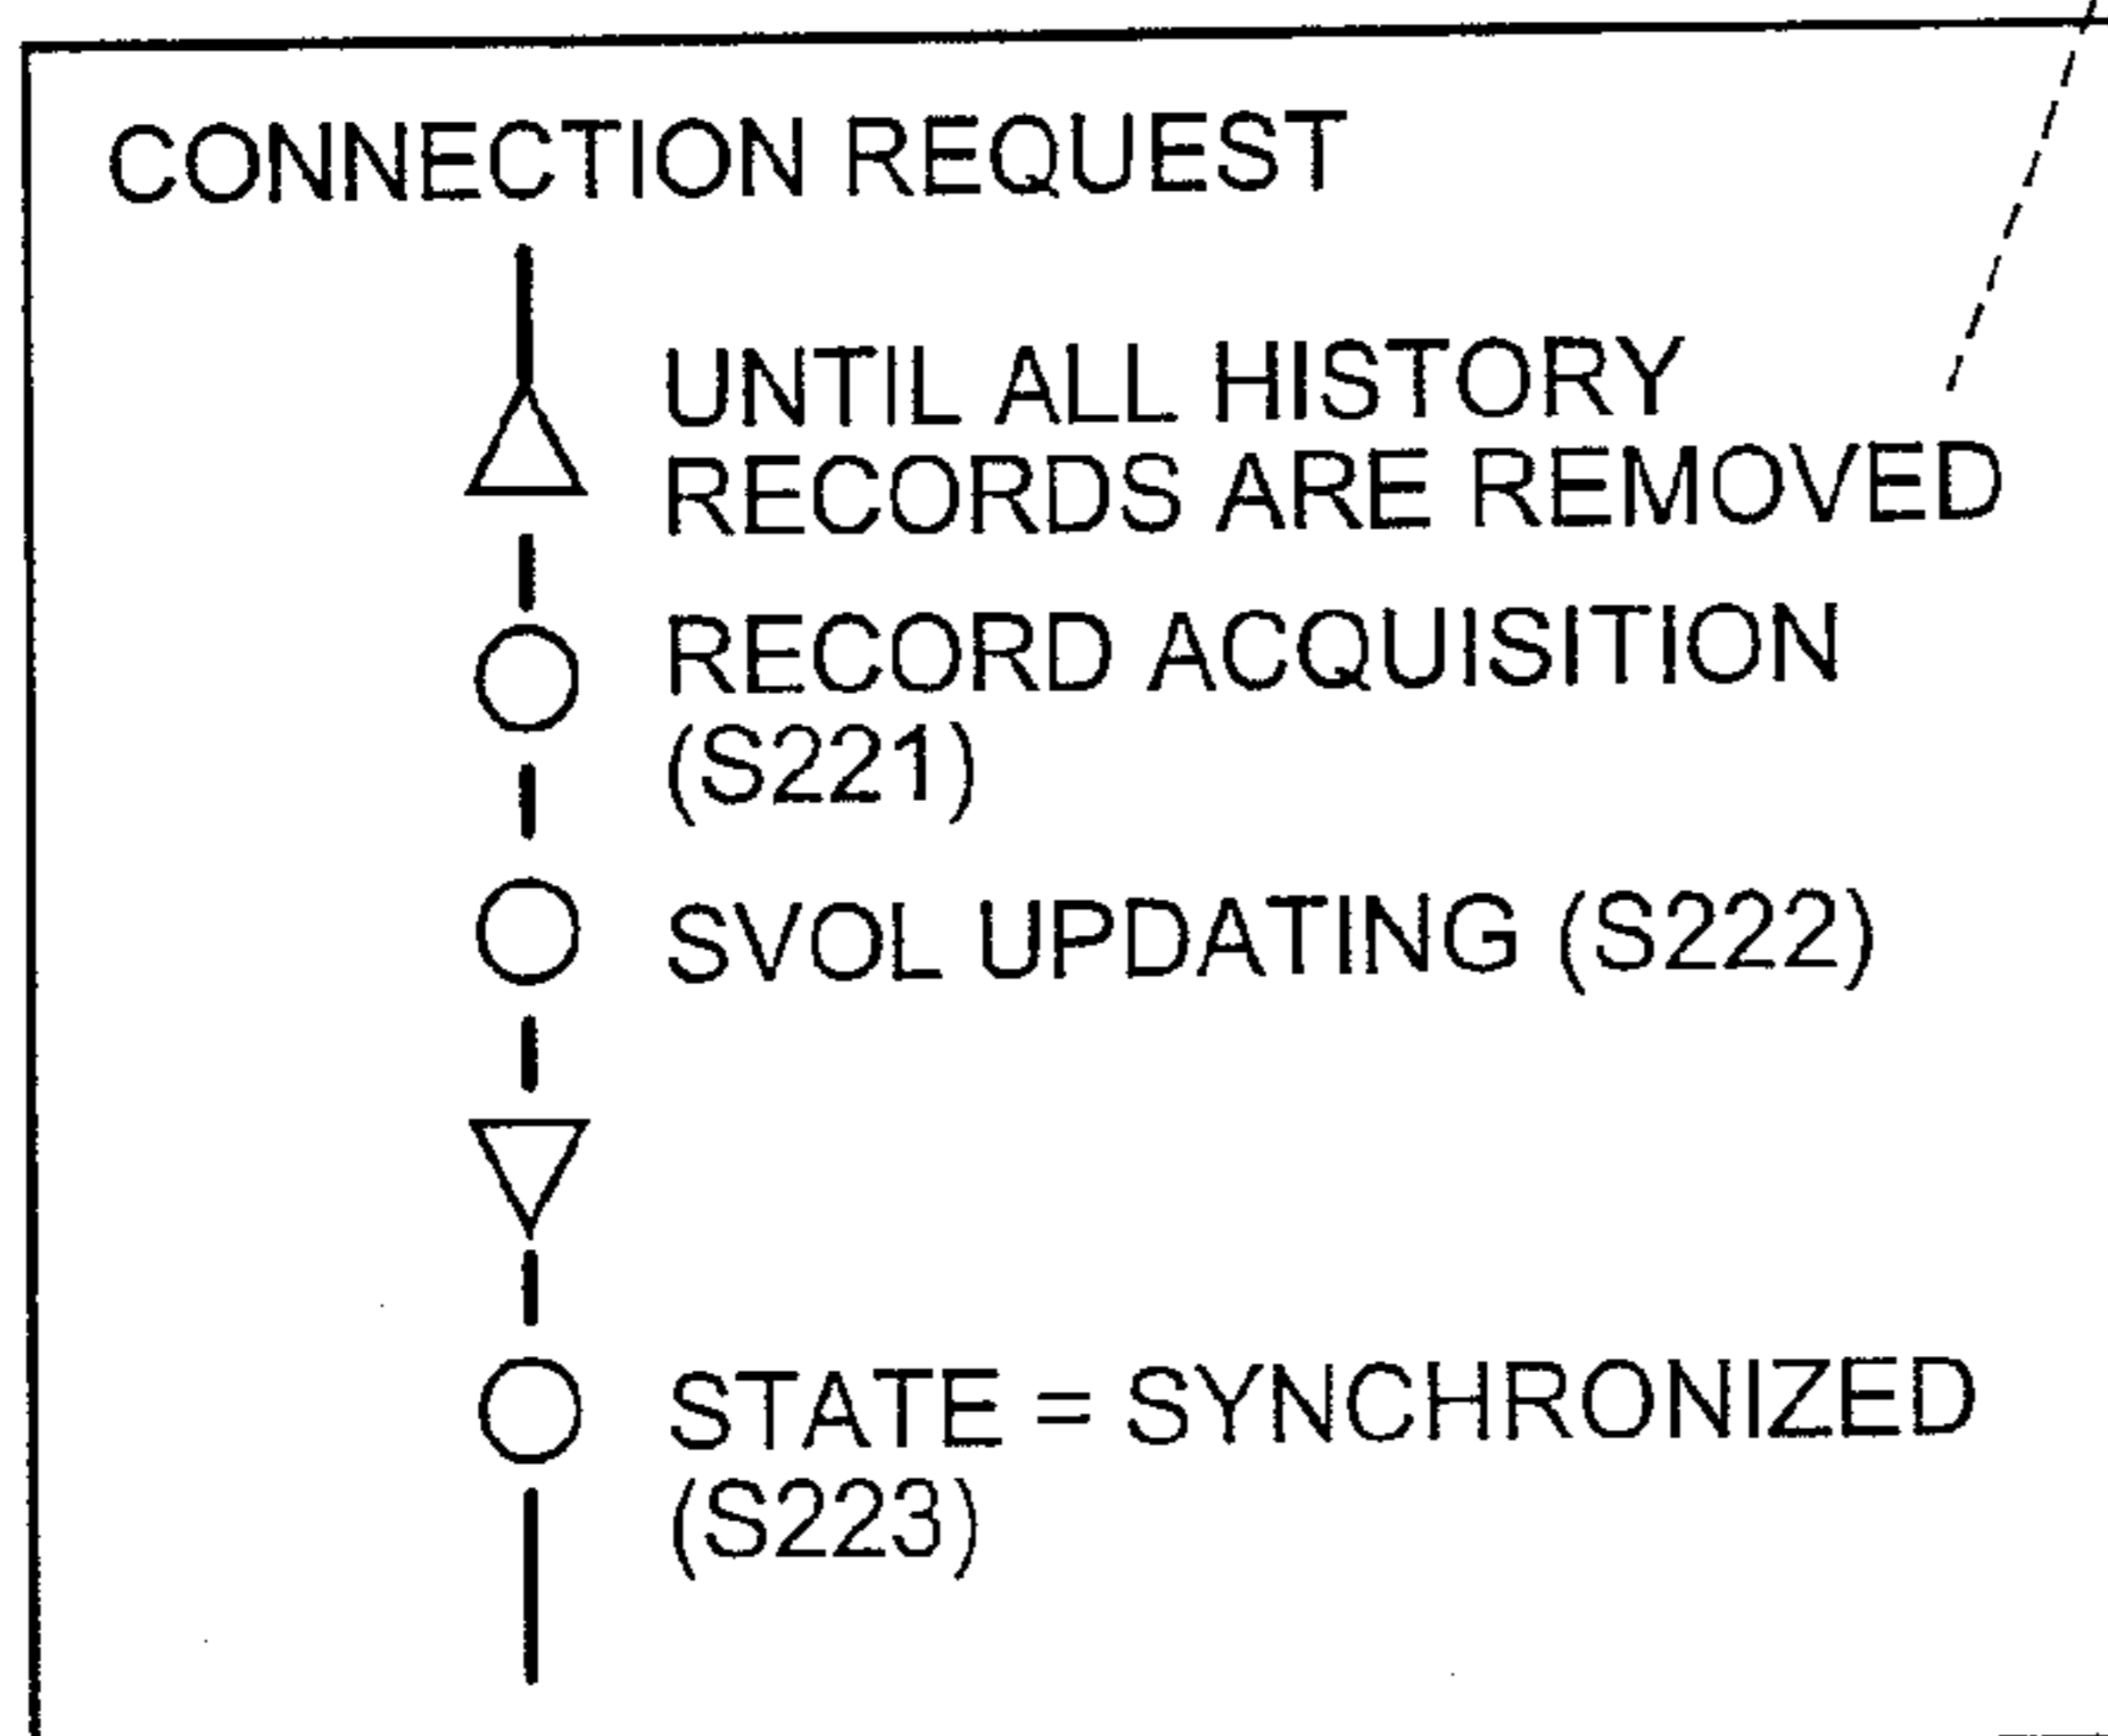 CONNECTION REQUEST
UNTIL ALL HISTORY
RECORDS ARE REMOVED
RECORD ACQUISITION
(S221)
SVOL UPDATING (S222)
STATE = SYNCHRONIZED
(S223)